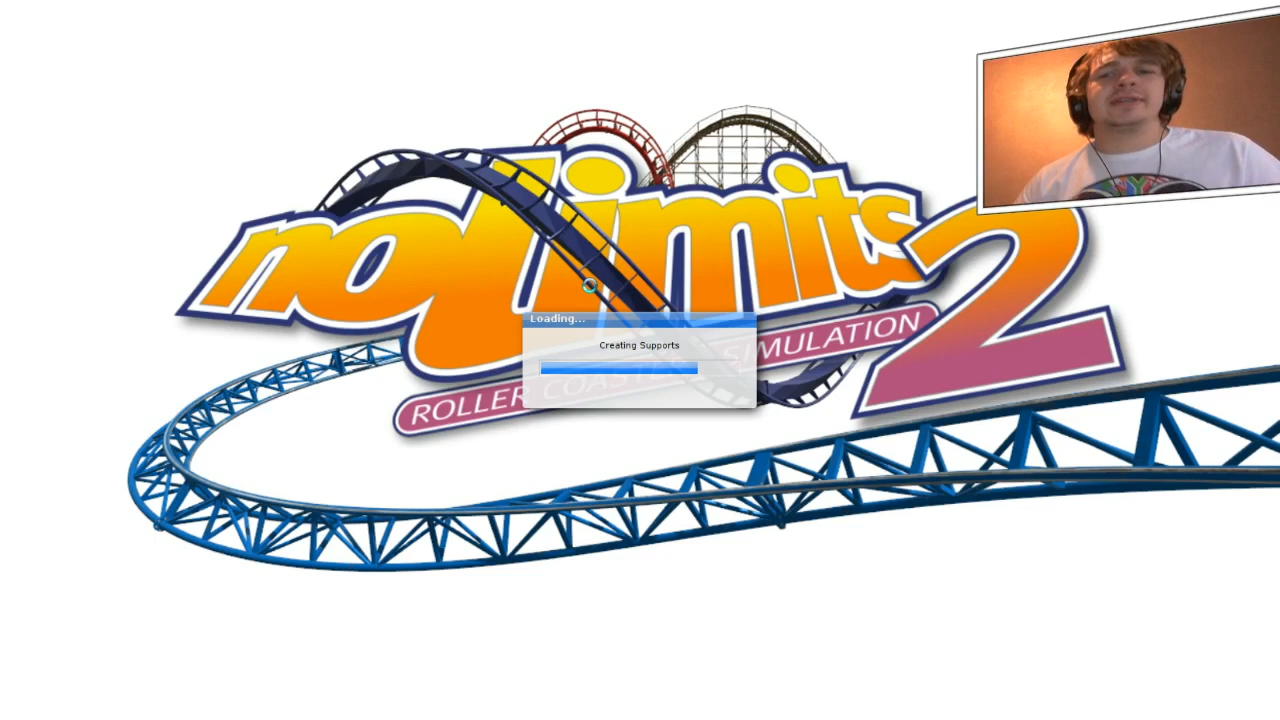 noLimits 2
ROLLER COASTER SIMULATION
Loading...
Creating Supports